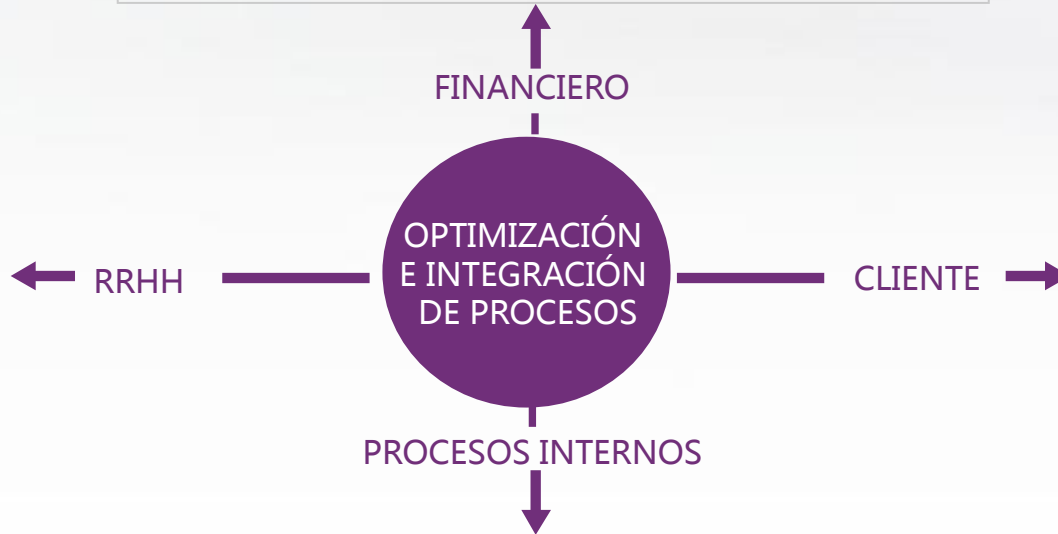 FINANCIERO
OPTIMIZACIÓN
E INTEGRACIÓN
DE PROCESOS
RRHH
CLIENTE
PROCESOS INTERNOS